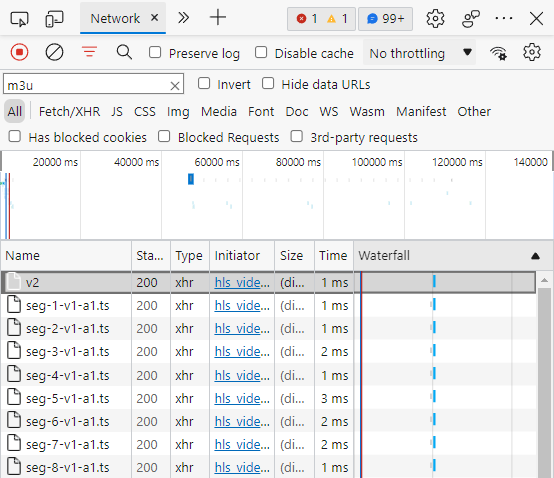 Network
1 1 99+
Preserve log Disable cache No throttling
m3u Invert Hide data URLs
All Fetch/XHR JS CSS Img Media Font Doc WS Wasm Manifest Other
Has blocked cookies Blocked Requests 3rd-party requests
20000 ms 40000 ms 60000 ms 80000 ms 100000 ms 120000 ms 140000
Name Sta... Type Initiator Size Time Waterfall
v2 200 xhr hls_vide... (di... 1 ms
seg-1-v1-a1.ts 200 xhr hls_vide... (di... 1 ms
seg-2-v1-a1.ts 200 xhr hls_vide... (di... 1 ms
seg-3-v1-a1.ts 200 xhr hls_vide... (di... 2 ms
seg-4-v1-a1.ts 200 xhr hls_vide... (di... 1 ms
seg-5-v1-a1.ts 200 xhr hls_vide... (di... 3 ms
seg-6-v1-a1.ts 200 xhr hls_vide... (di... 2 ms
seg-7-v1-a1.ts 200 xhr hls_vide... (di... 2 ms
seg-8-v1-a1.ts 200 xhr hls_vide... (di... 1 ms